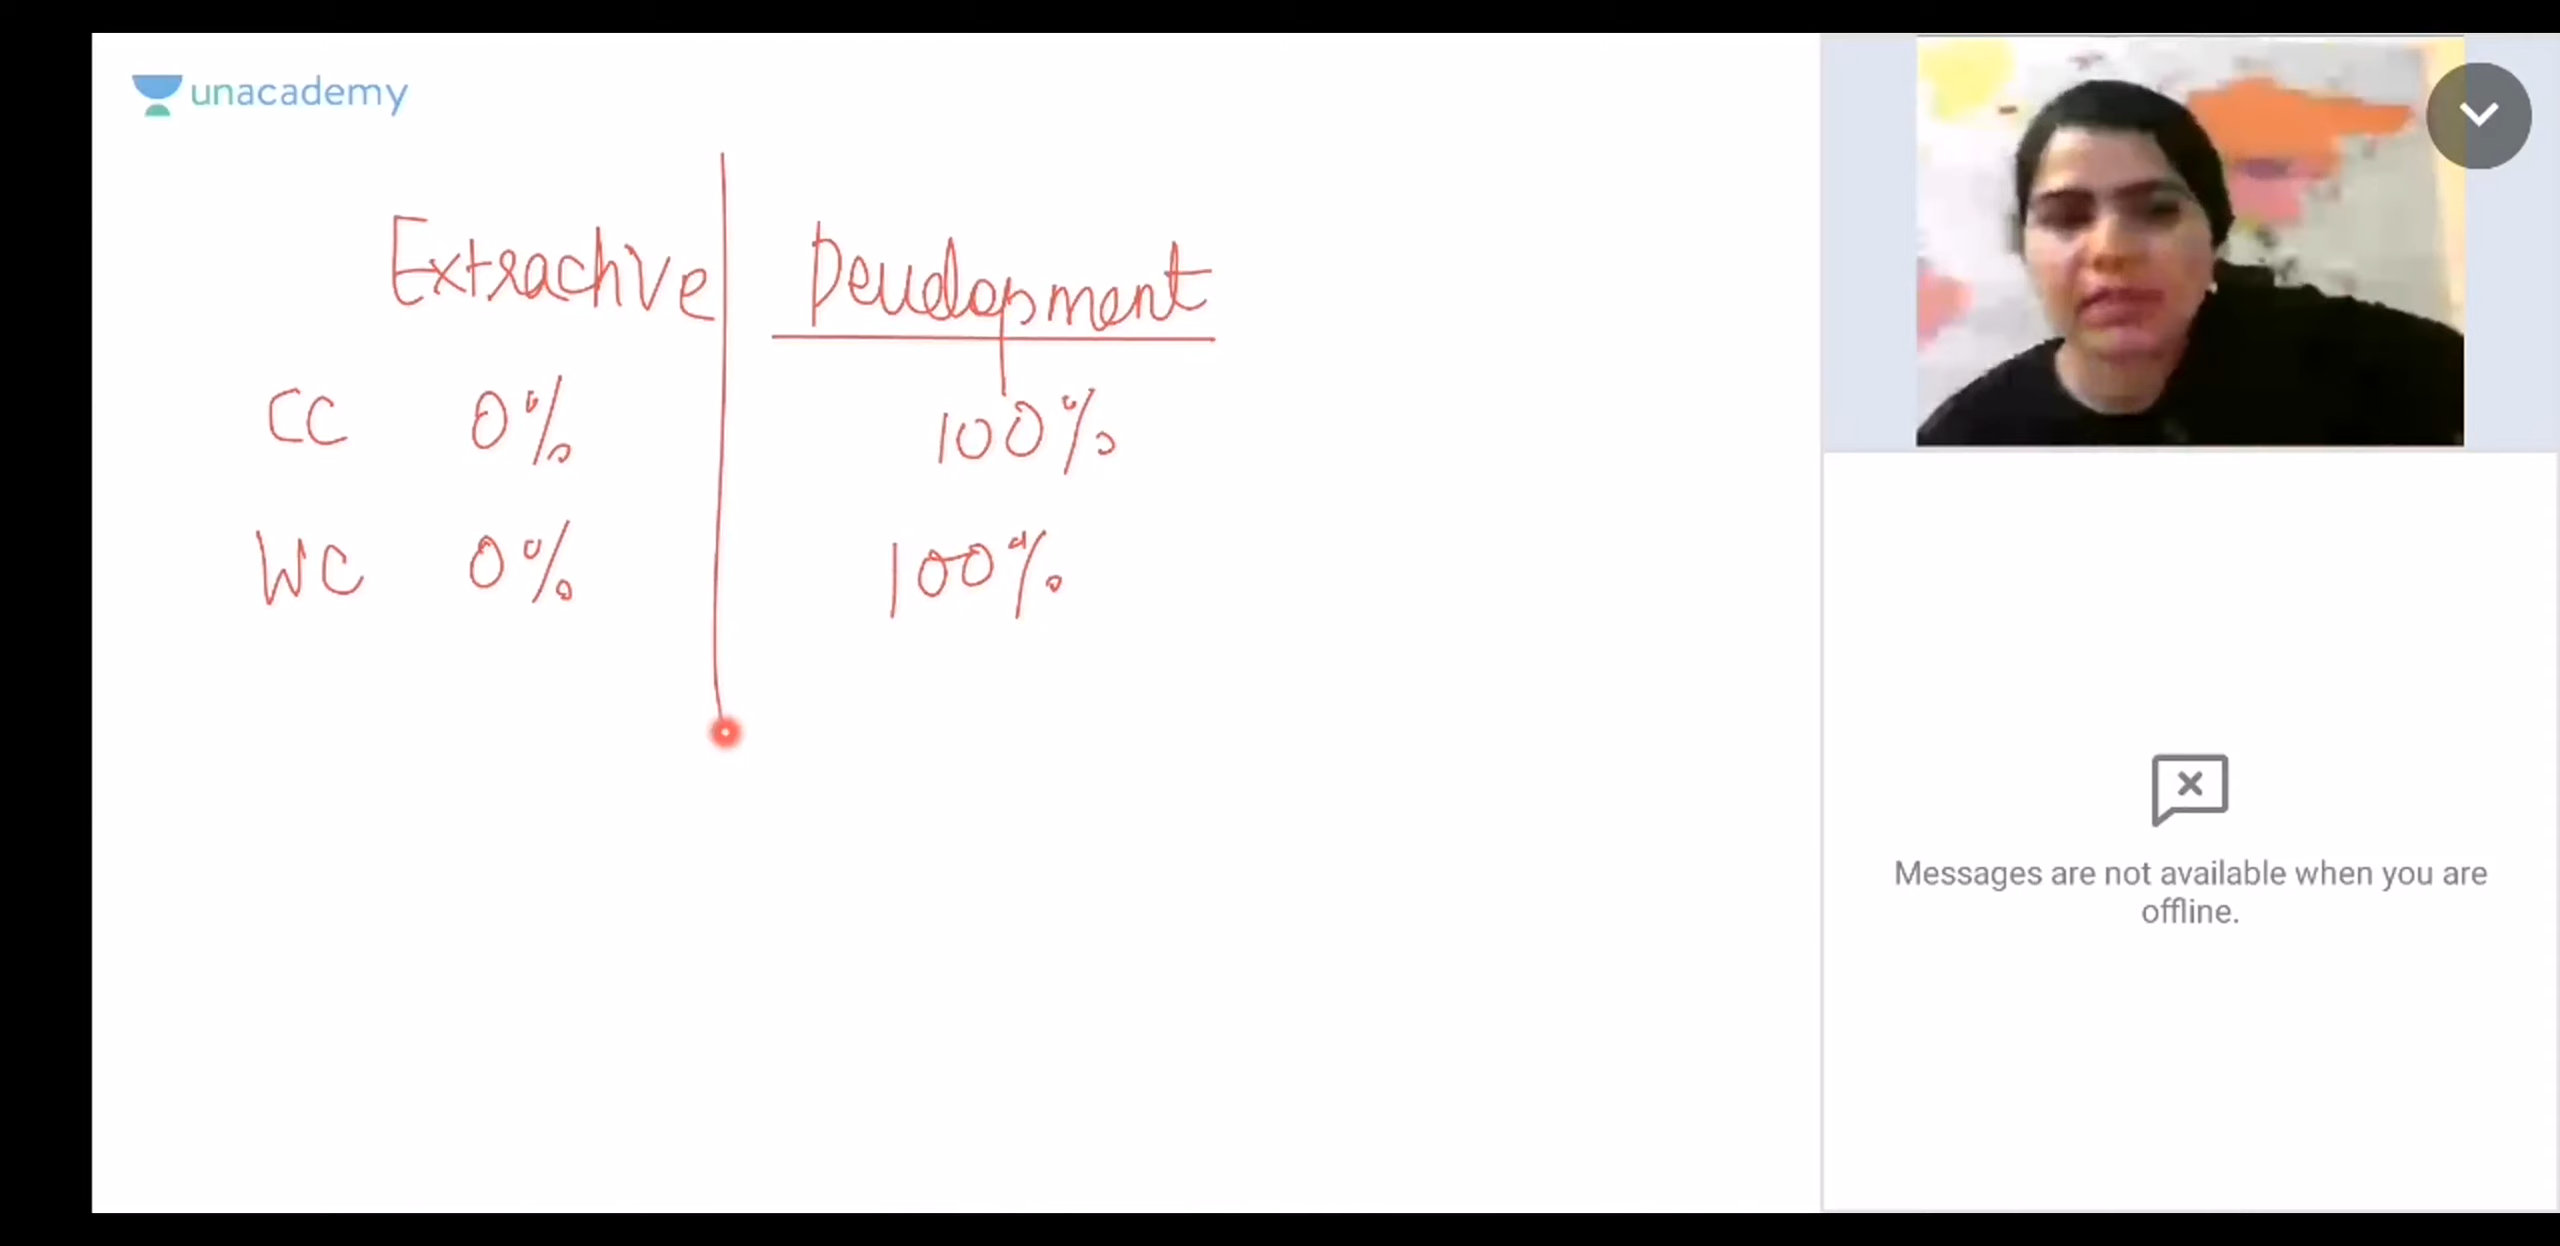 unacademy
Extractive Development
CC 0% 100%
WC 0% 100%
Messages are not available when you are
offline.